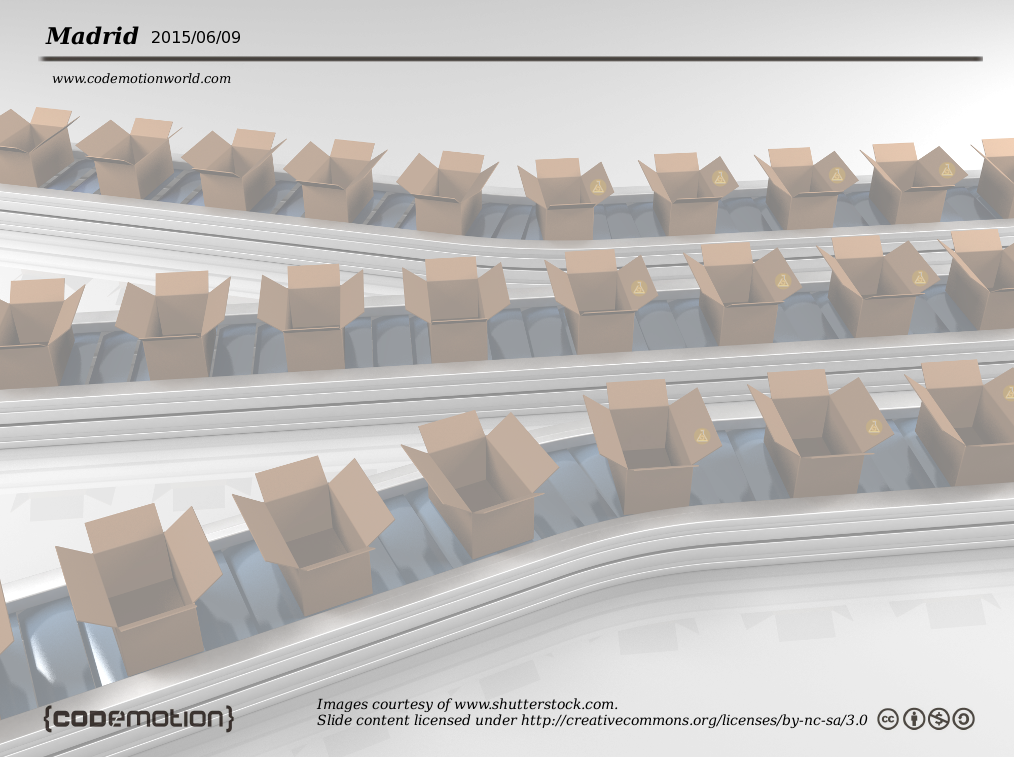 Madrid 2015/06/09
www.codemotionworld.com
Images courtesy of www.shutterstock.com.
Slide content licensed under http://creativecommons.org/licenses/by-nc-sa/3.0
{codemotion}
cc